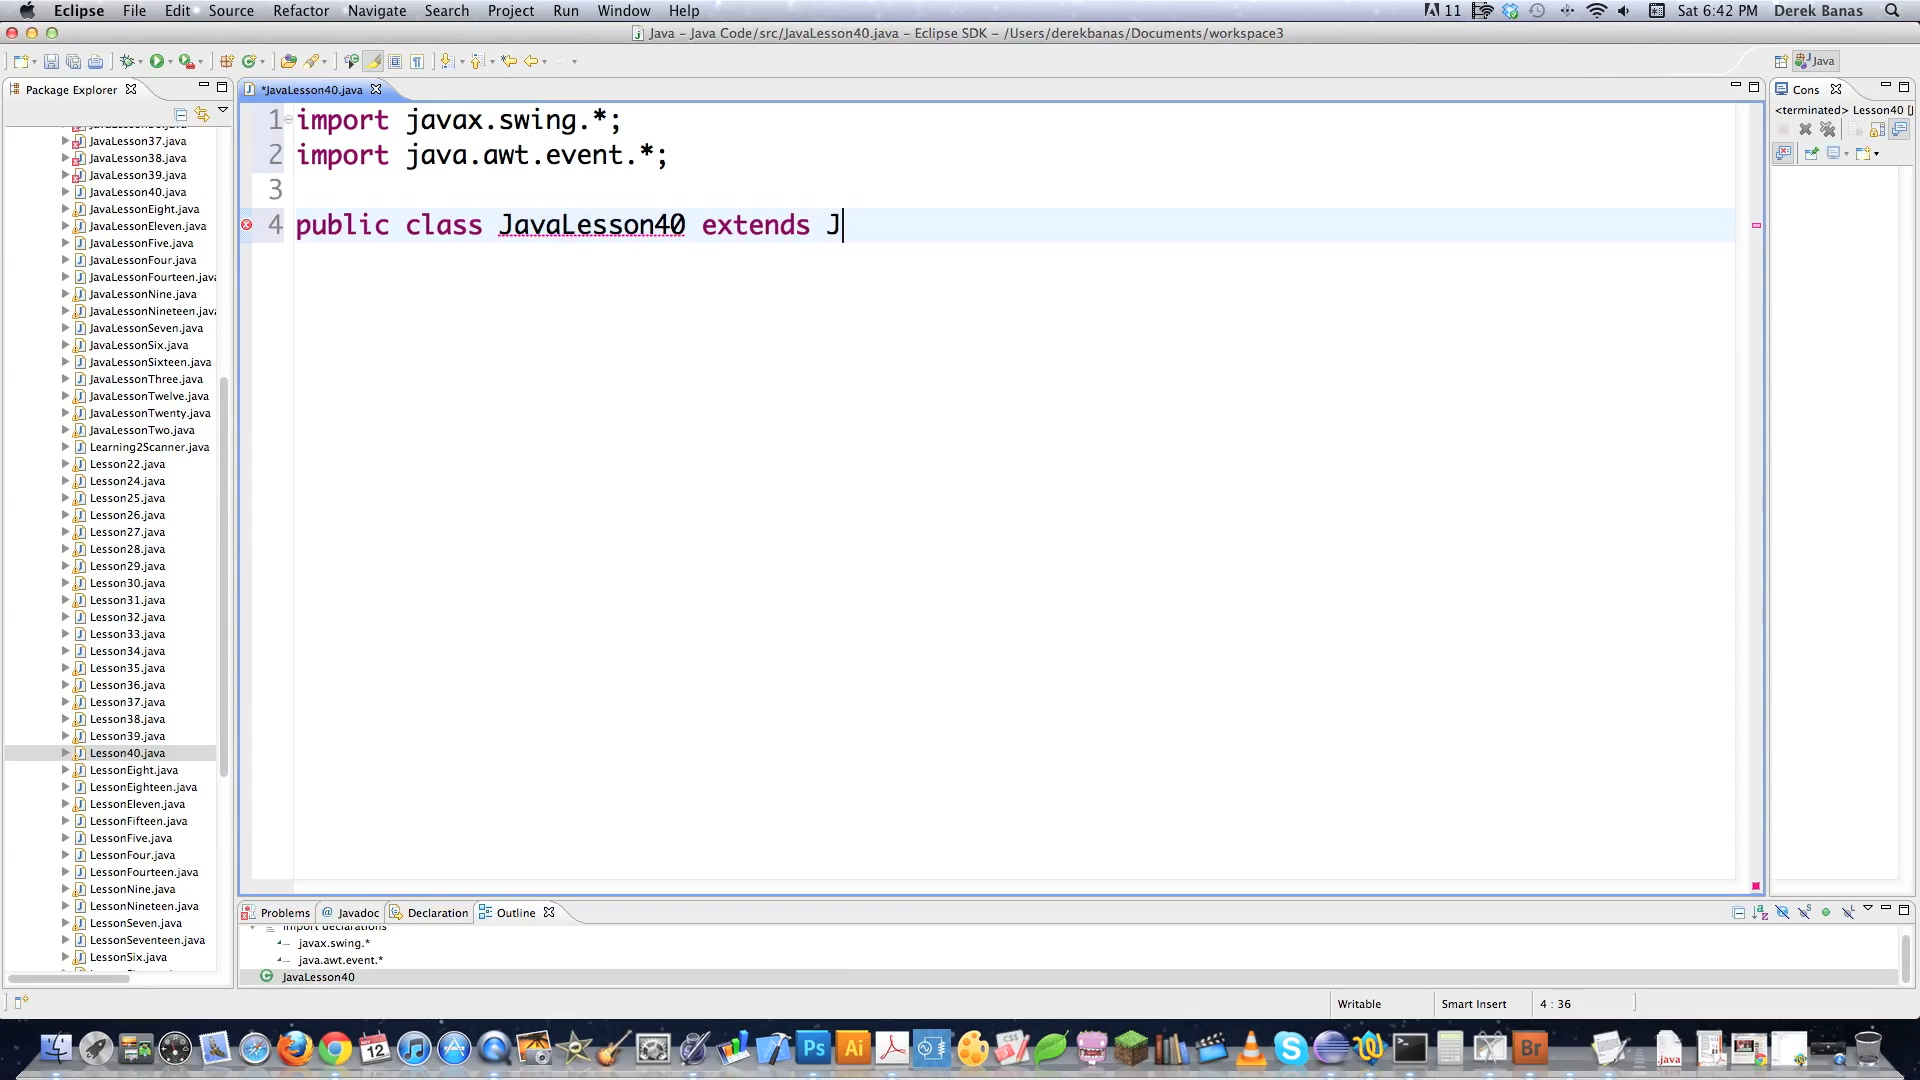 Eclipse File Edit Source Refactor Navigate Search Project Run Window Help 11 Sat 6:42 PM Derek Banas
Java – Java Code/src/JavaLesson40.java – Eclipse SDK – /Users/derekbanas/Documents/workspace3
Java
Package Explorer
*JavaLesson40.java
Cons
<terminated> Lesson40 [J
JavaLesson37.java
JavaLesson38.java
JavaLesson39.java
JavaLesson40.java
JavaLessonEight.java
JavaLessonEleven.java
JavaLessonFive.java
JavaLessonFour.java
JavaLessonFourteen.java
JavaLessonNine.java
JavaLessonNineteen.java
JavaLessonSeven.java
JavaLessonSix.java
JavaLessonSixteen.java
JavaLessonThree.java
JavaLessonTwelve.java
JavaLessonTwenty.java
JavaLessonTwo.java
Learning2Scanner.java
Lesson22.java
Lesson24.java
Lesson25.java
Lesson26.java
Lesson27.java
Lesson28.java
Lesson29.java
Lesson30.java
Lesson31.java
Lesson32.java
Lesson33.java
Lesson34.java
Lesson35.java
Lesson36.java
Lesson37.java
Lesson38.java
Lesson39.java
Lesson40.java
LessonEight.java
LessonEighteen.java
LessonEleven.java
LessonFifteen.java
LessonFive.java
LessonFour.java
LessonFourteen.java
LessonNine.java
LessonNineteen.java
LessonSeven.java
LessonSeventeen.java
LessonSix.java
1 import javax.swing.*;
2 import java.awt.event.*;
3
4 public class JavaLesson40 extends J
Problems @ Javadoc Declaration Outline
import declarations
javax.swing.*
java.awt.event.*
JavaLesson40
Writable Smart Insert 4 : 36
12 Ps Ai CSS Br .java